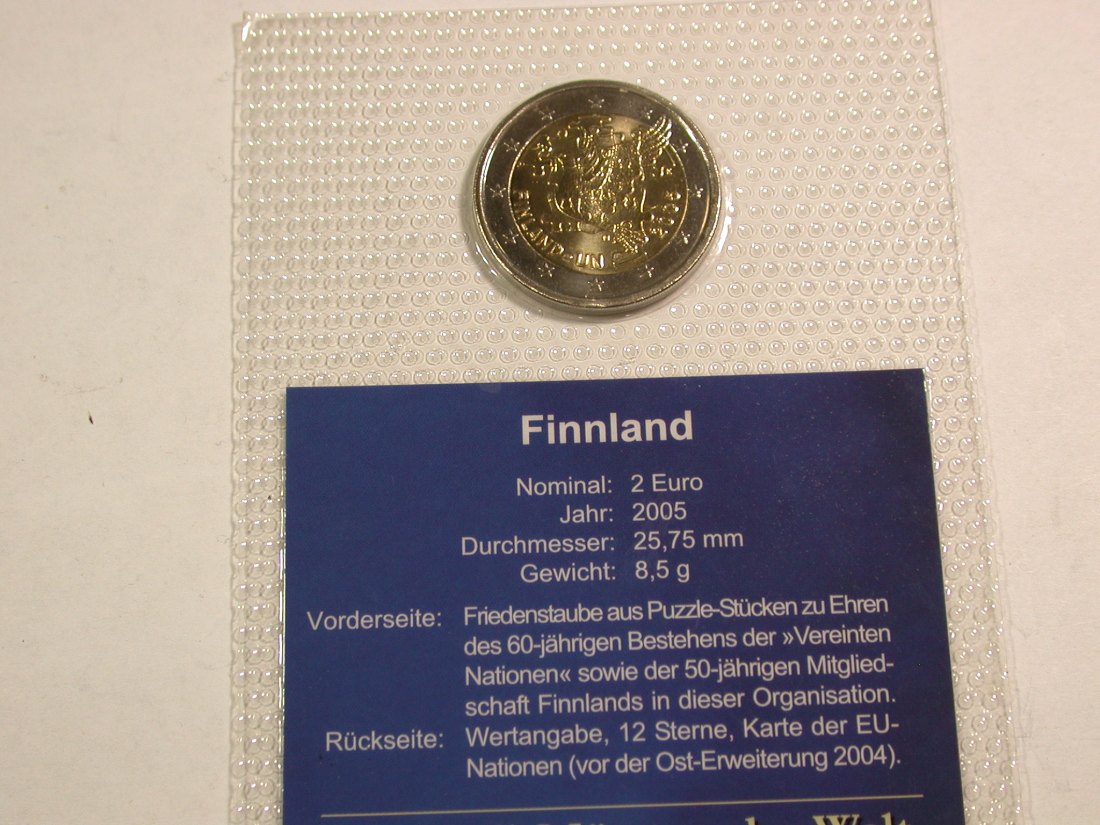 FINLAND - UN
Finnland
Nominal: 2 Euro
Jahr: 2005
Durchmesser: 25,75 mm
Gewicht: 8,5 g
Vorderseite: Friedenstaube aus Puzzle-Stücken zu Ehren
des 60-jährigen Bestehens der »Vereinten
Nationen« sowie der 50-jährigen Mitglied-
schaft Finnlands in dieser Organisation.
Rückseite: Wertangabe, 12 Sterne, Karte der EU-
Nationen (vor der Ost-Erweiterung 2004).